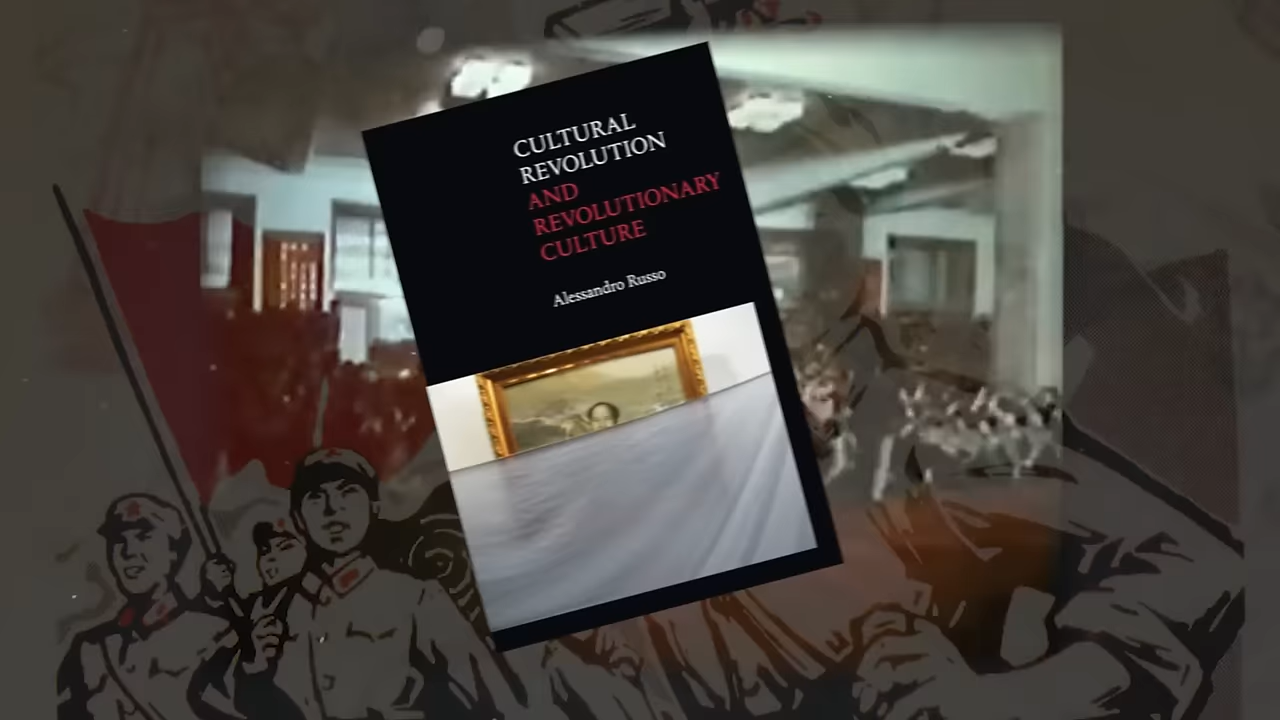 CULTURAL
REVOLUTION
AND
REVOLUTIONARY
CULTURE
Alessandro Russo